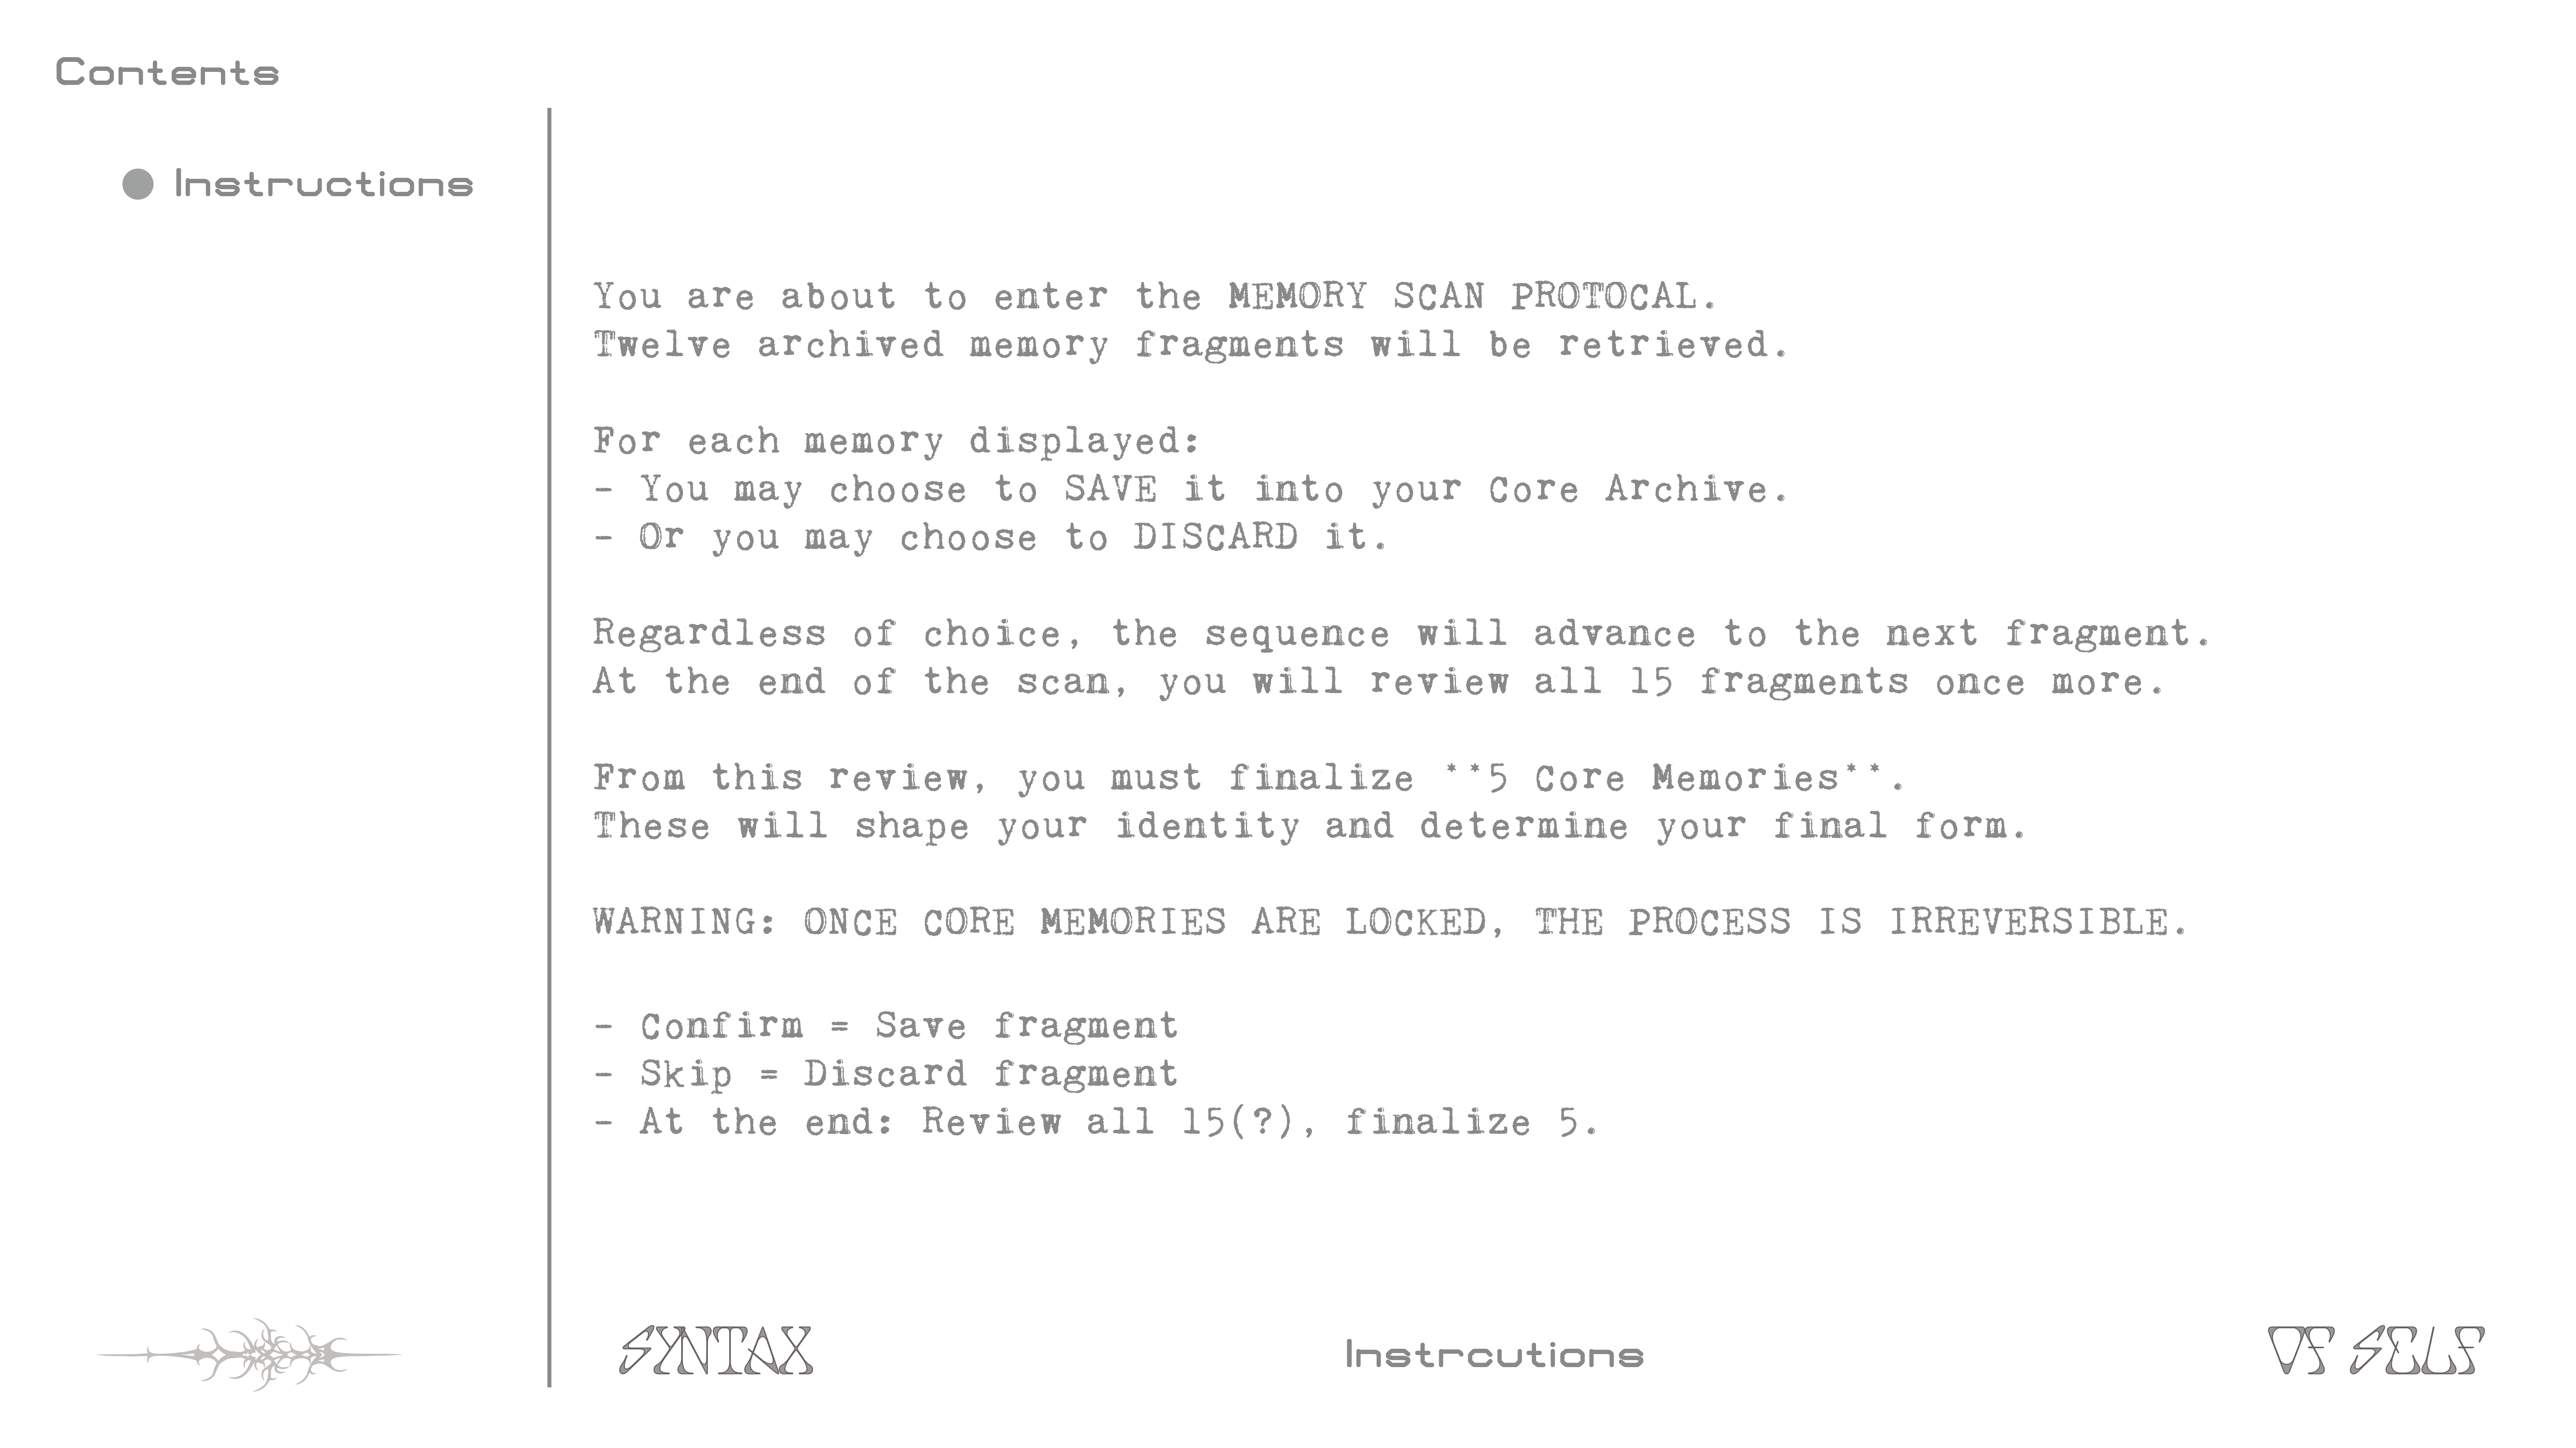 Contents
Instructions
You are about to enter the MEMORY SCAN PROTOCAL.
Twelve archived memory fragments will be retrieved.
For each memory displayed:
- You may choose to SAVE it into your Core Archive.
- Or you may choose to DISCARD it.
Regardless of choice, the sequence will advance to the next fragment.
At the end of the scan, you will review all 15 fragments once more.
From this review, you must finalize **5 Core Memories**.
These will shape your identity and determine your final form.
WARNING: ONCE CORE MEMORIES ARE LOCKED, THE PROCESS IS IRREVERSIBLE.
- Confirm = Save fragment
- Skip = Discard fragment
- At the end: Review all 15(?), finalize 5.
SYNTAX
Instrcutions
OF SELF